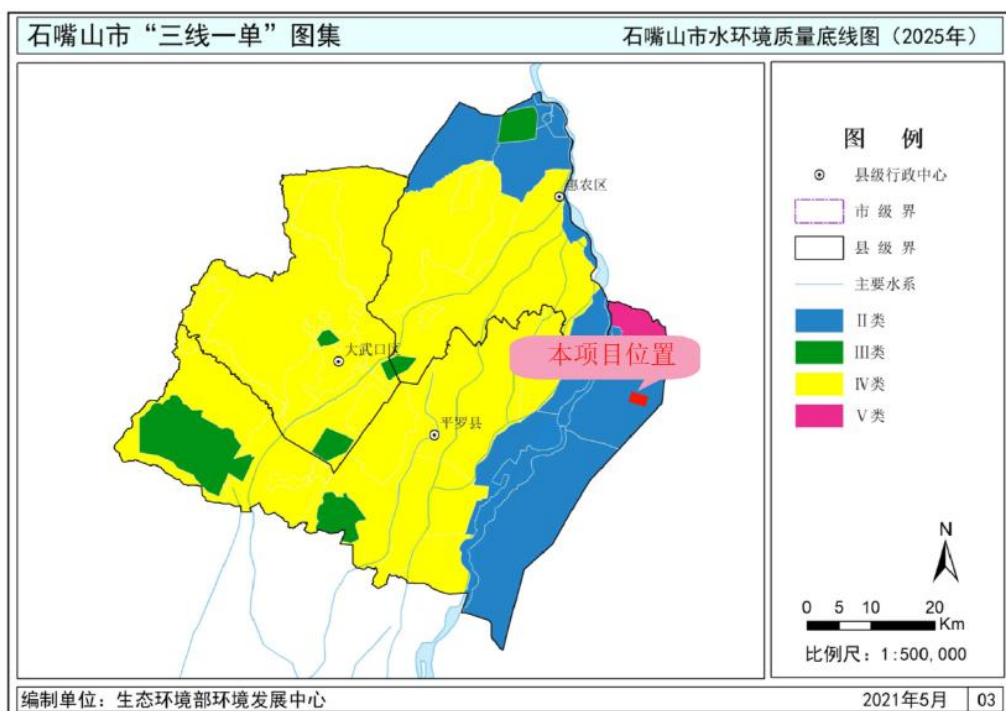 石嘴山市“三线一单”图集
石嘴山市水环境质量底线图（2025年）
惠农区
大武口区
本项目位置
平罗县
图 例
县级行政中心
市 级 界
县 级 界
主要水系
Ⅱ类
Ⅲ类
Ⅳ类
Ⅴ类
N
0 5 10 20
Km
比例尺：1:500,000
编制单位：生态环境部环境发展中心
2021年5月
03